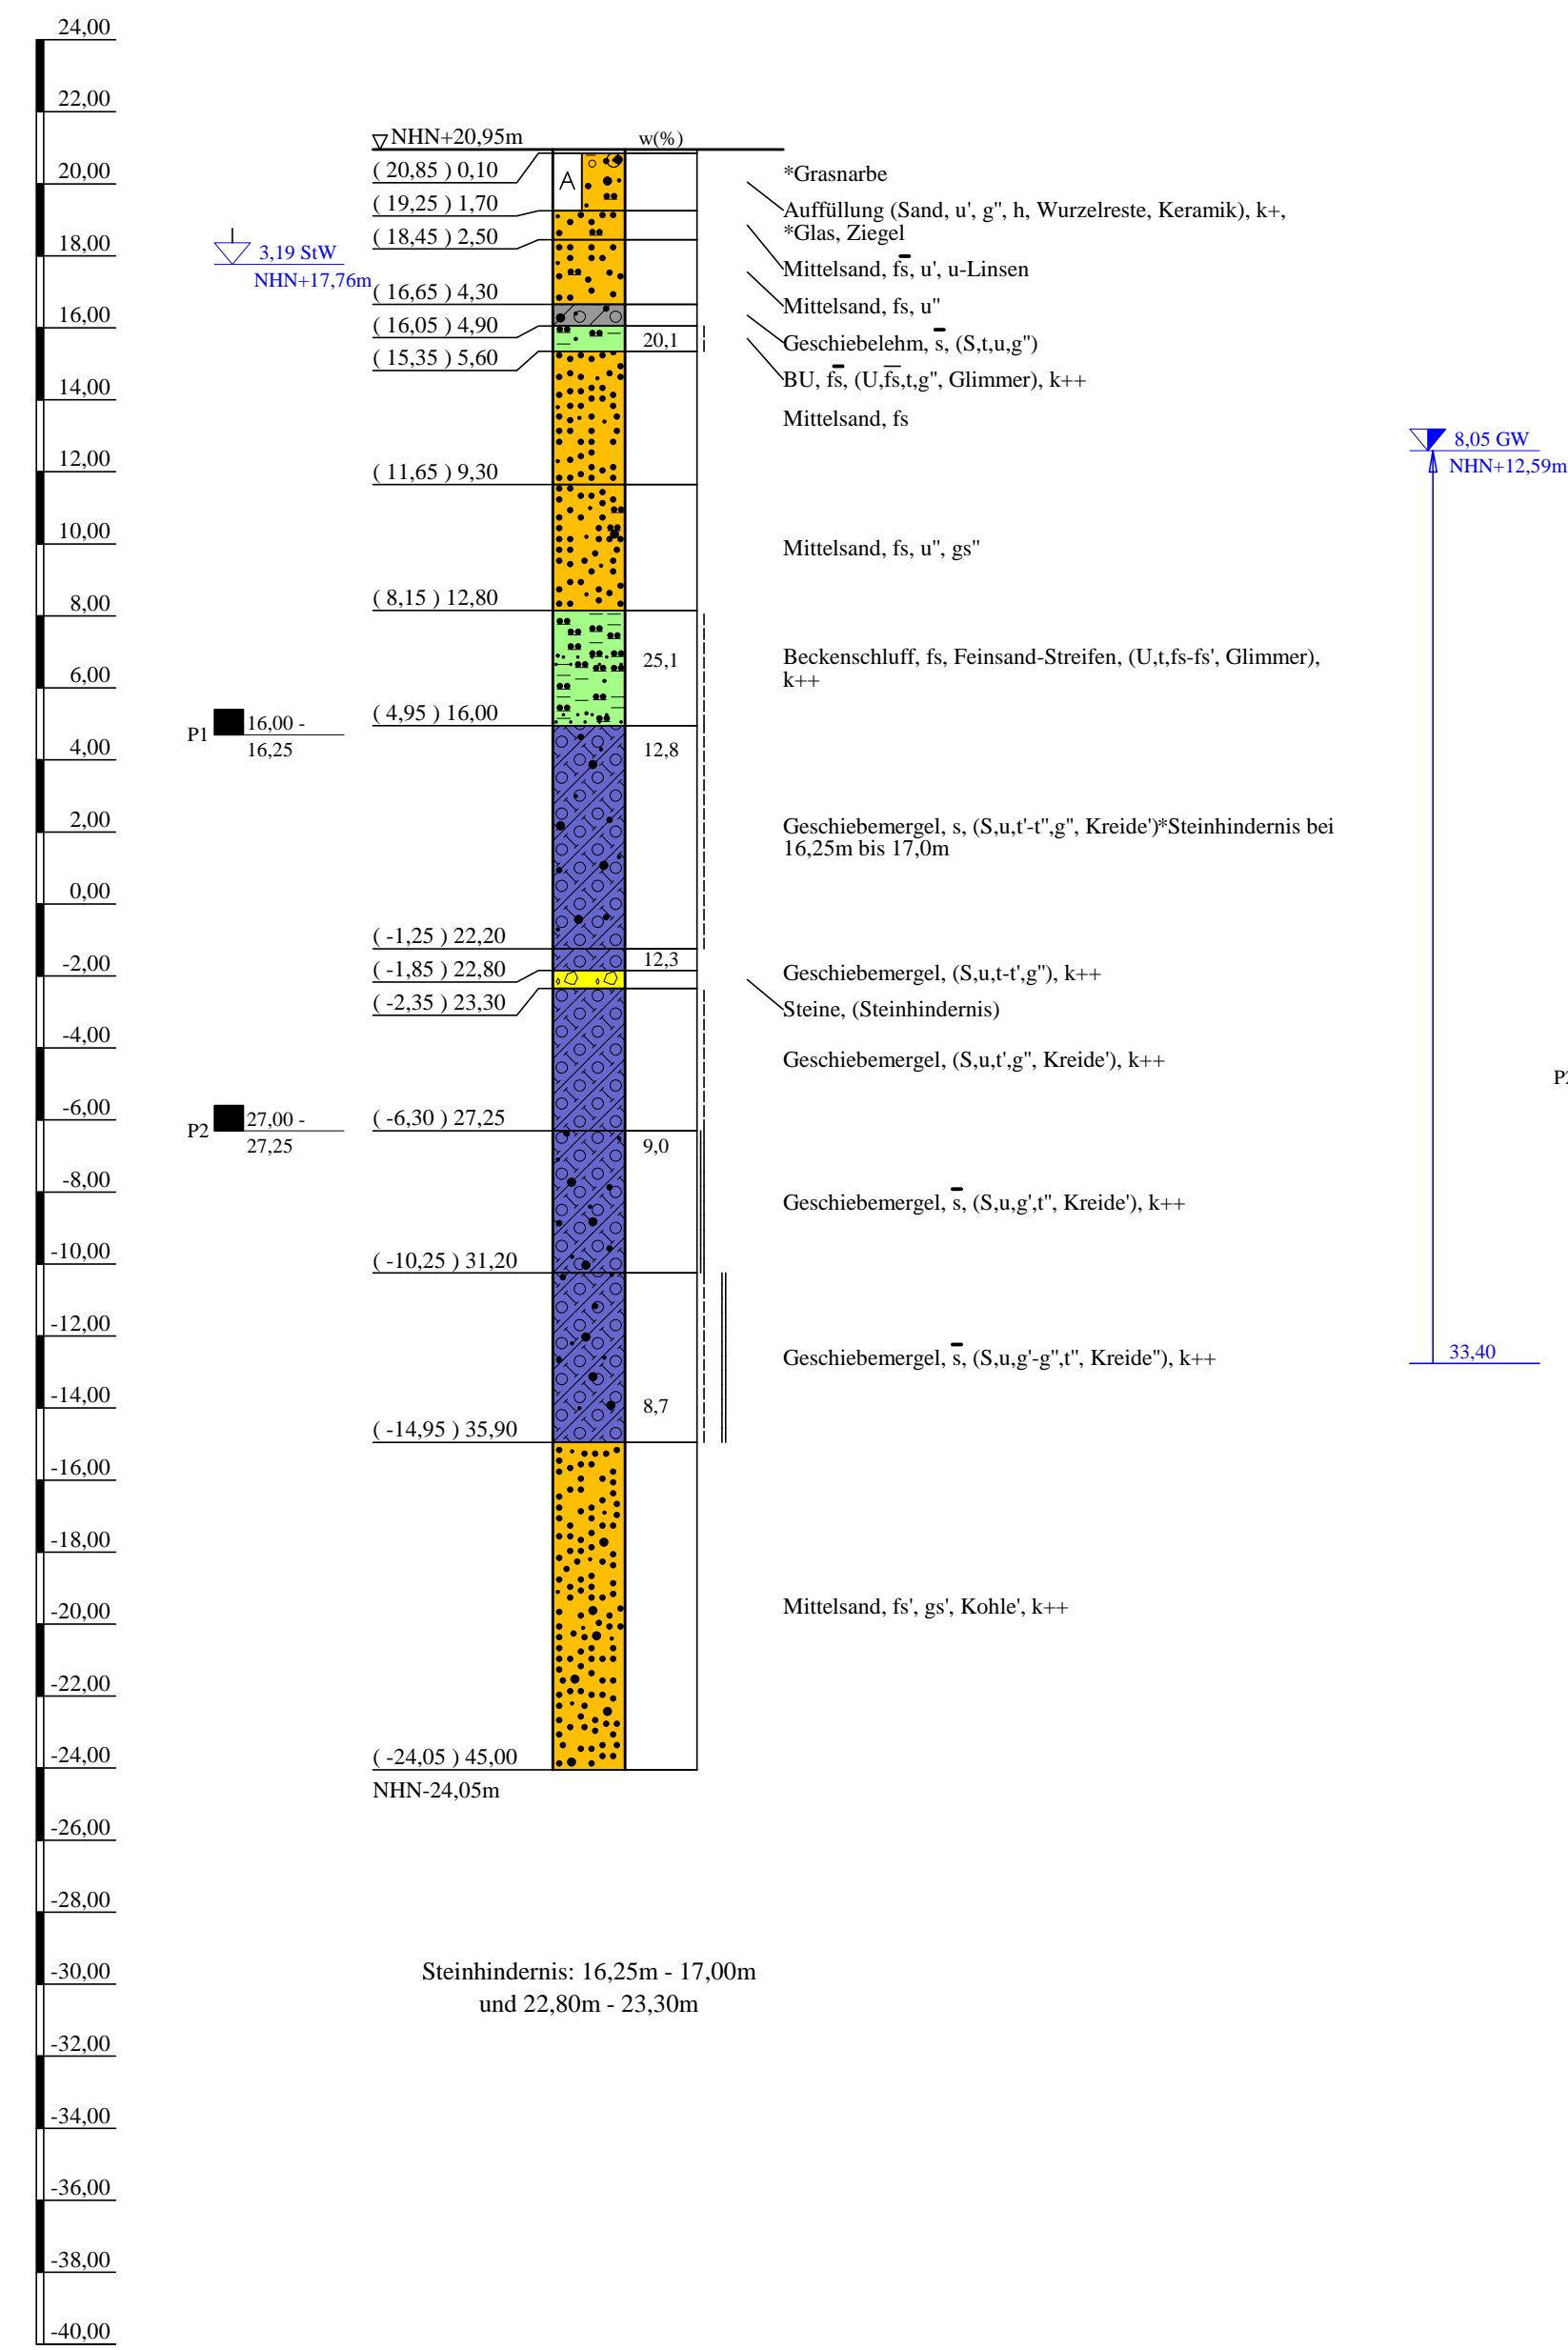 24,00
22,00
20,00
18,00
16,00
14,00
12,00
10,00
8,00
6,00
4,00
2,00
0,00
-2,00
-4,00
-6,00
-8,00
-10,00
-12,00
-14,00
-16,00
-18,00
-20,00
-22,00
-24,00
-26,00
-28,00
-30,00
-32,00
-34,00
-36,00
-38,00
-40,00
3,19 StW
NHN+17,76m
P1
16,00 -
16,25
P2
27,00 -
27,25
NHN+20,95m
( 20,85 ) 0,10
( 19,25 ) 1,70
( 18,45 ) 2,50
( 16,65 ) 4,30
( 16,05 ) 4,90
( 15,35 ) 5,60
( 11,65 ) 9,30
( 8,15 ) 12,80
( 4,95 ) 16,00
( -1,25 ) 22,20
( -1,85 ) 22,80
( -2,35 ) 23,30
( -6,30 ) 27,25
( -10,25 ) 31,20
( -14,95 ) 35,90
( -24,05 ) 45,00
NHN-24,05m
A
w(%)
20,1
25,1
12,8
12,3
9,0
8,7
*Grasnarbe
Auffüllung (Sand, u', g", h, Wurzelreste, Keramik), k+,
*Glas, Ziegel
Mittelsand, f̅s̅, u', u-Linsen
Mittelsand, fs, u"
Geschiebelehm, s̅, (S,t,u,g")
BU, f̅s̅, (U,f̅s̅,t,g", Glimmer), k++
Mittelsand, fs
Mittelsand, fs, u", gs"
Beckenschluff, fs, Feinsand-Streifen, (U,t,fs-fs', Glimmer),
k++
Geschiebemergel, s, (S,u,t'-t",g", Kreide')*Steinhindernis bei
16,25m bis 17,0m
Geschiebemergel, (S,u,t-t',g"), k++
Steine, (Steinhindernis)
Geschiebemergel, (S,u,t',g", Kreide'), k++
Geschiebemergel, s̅, (S,u,g',t", Kreide'), k++
Geschiebemergel, s̅, (S,u,g'-g",t", Kreide"), k++
Mittelsand, fs', gs', Kohle', k++
8,05 GW
NHN+12,59m
33,40
Steinhindernis: 16,25m - 17,00m
und 22,80m - 23,30m